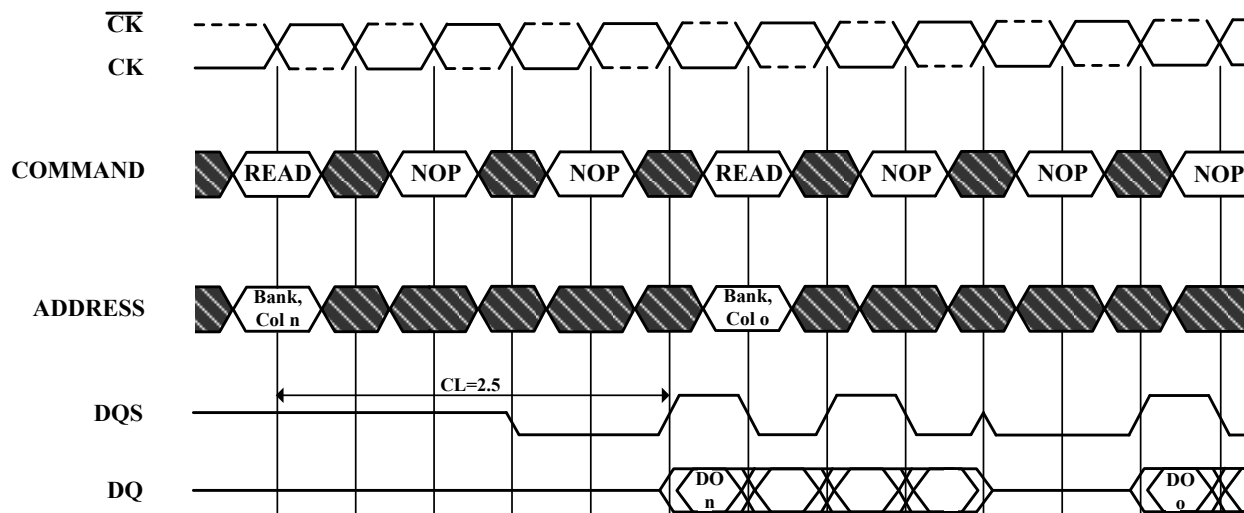 CK
CK
COMMAND
READ NOP NOP READ NOP NOP NOP
ADDRESS
Bank, Col n
Bank, Col o
CL=2.5
DQS
DQ
DO n
DO o